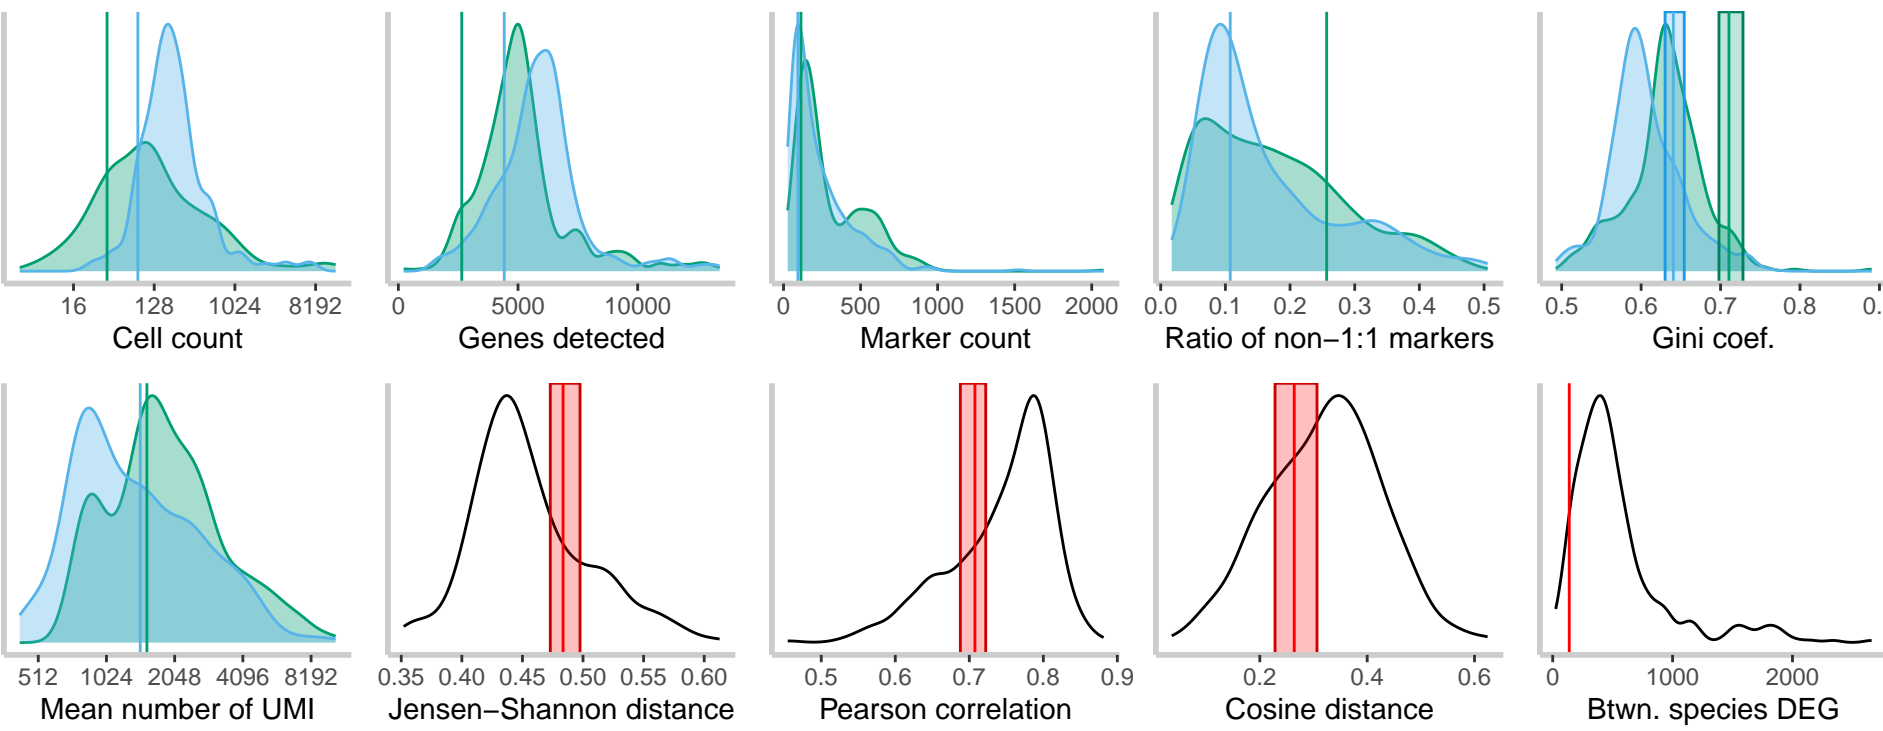 16 128 1024 8192
Cell count
0 5000 10000
Genes detected
0 500 1000 1500 2000
Marker count
0.0 0.1 0.2 0.3 0.4 0.5
Ratio of non−1:1 markers
0.5 0.6 0.7 0.8 0.
Gini coef.
512 1024 2048 4096 8192
Mean number of UMI
0.35 0.40 0.45 0.50 0.55 0.60
Jensen−Shannon distance
0.5 0.6 0.7 0.8 0.9
Pearson correlation
0.2 0.4 0.6
Cosine distance
0 1000 2000
Btwn. species DEG